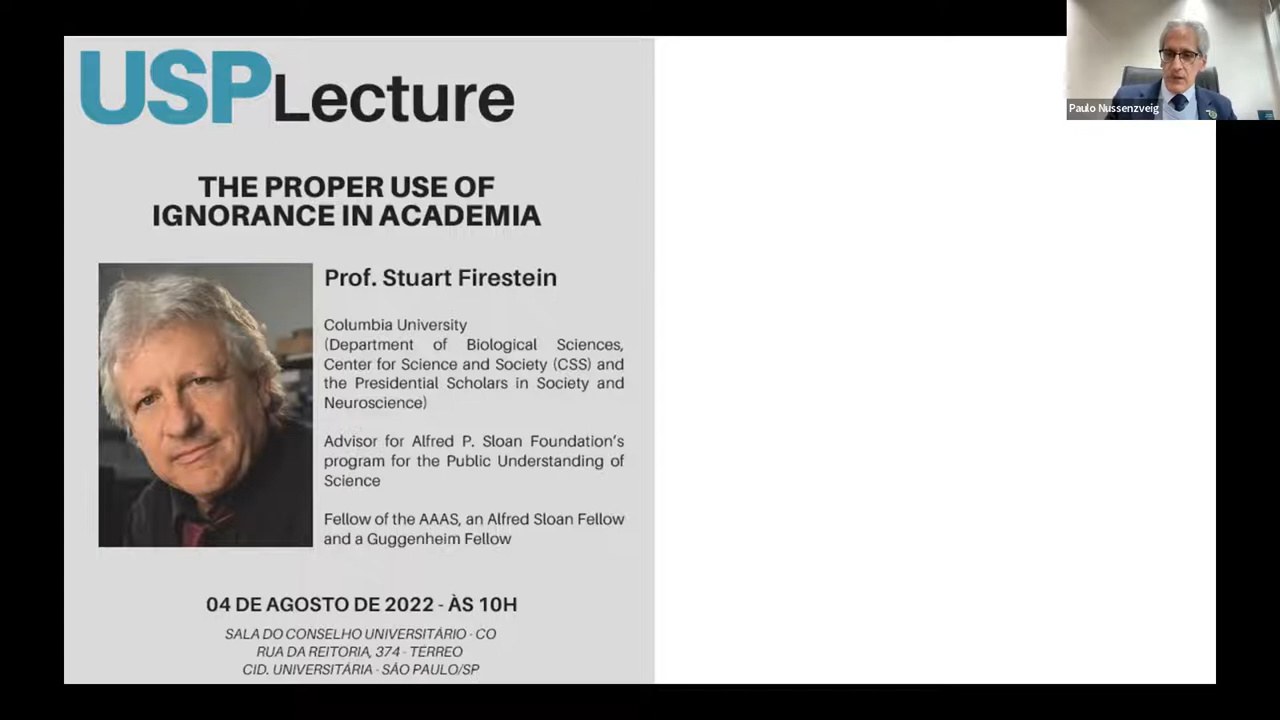 USP Lecture
THE PROPER USE OF
IGNORANCE IN ACADEMIA
Prof. Stuart Firestein
Columbia University
(Department of Biological Sciences,
Center for Science and Society (CSS) and
the Presidential Scholars in Society and
Neuroscience)
Advisor for Alfred P. Sloan Foundation's
program for the Public Understanding of
Science
Fellow of the AAAS, an Alfred Sloan Fellow
and a Guggenheim Fellow
04 DE AGOSTO DE 2022 - ÀS 10H
SALA DO CONSELHO UNIVERSITÁRIO - CO
RUA DA REITORIA, 374 - TÉRREO
CID. UNIVERSITÁRIA - SÃO PAULO/SP
Paulo Nussenzveig